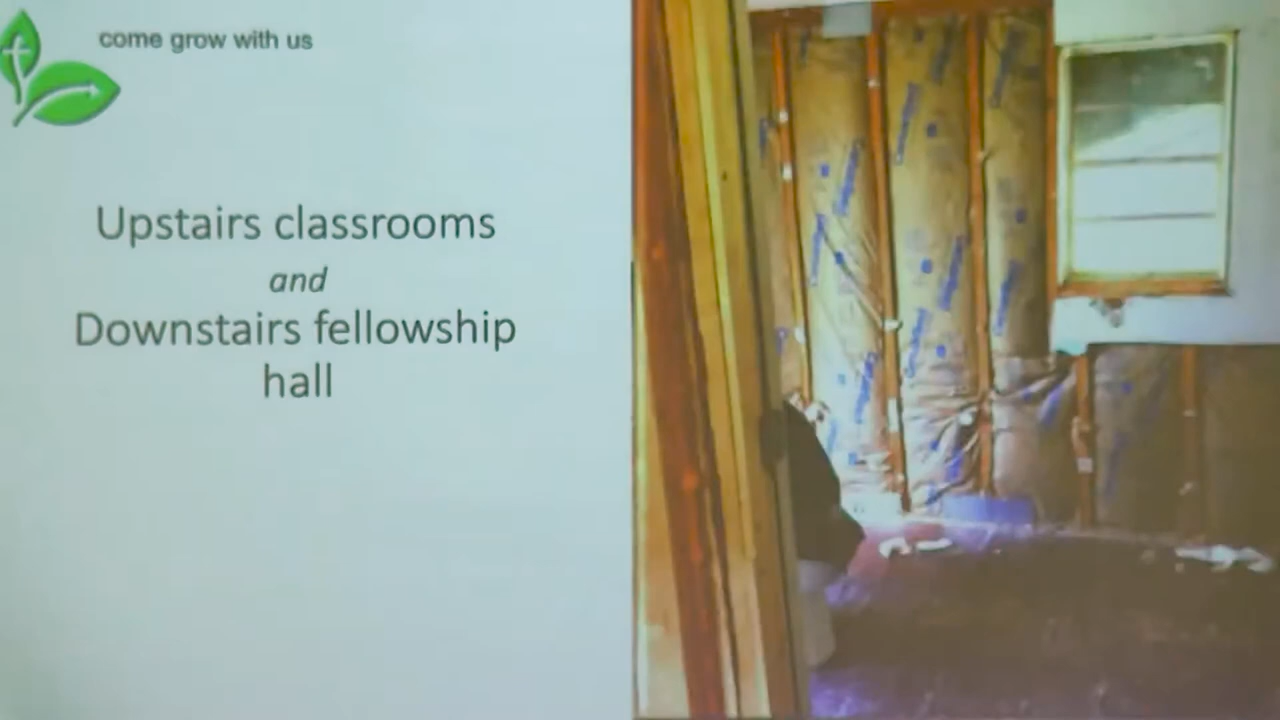 come grow with us
Upstairs classrooms
and
Downstairs fellowship
hall